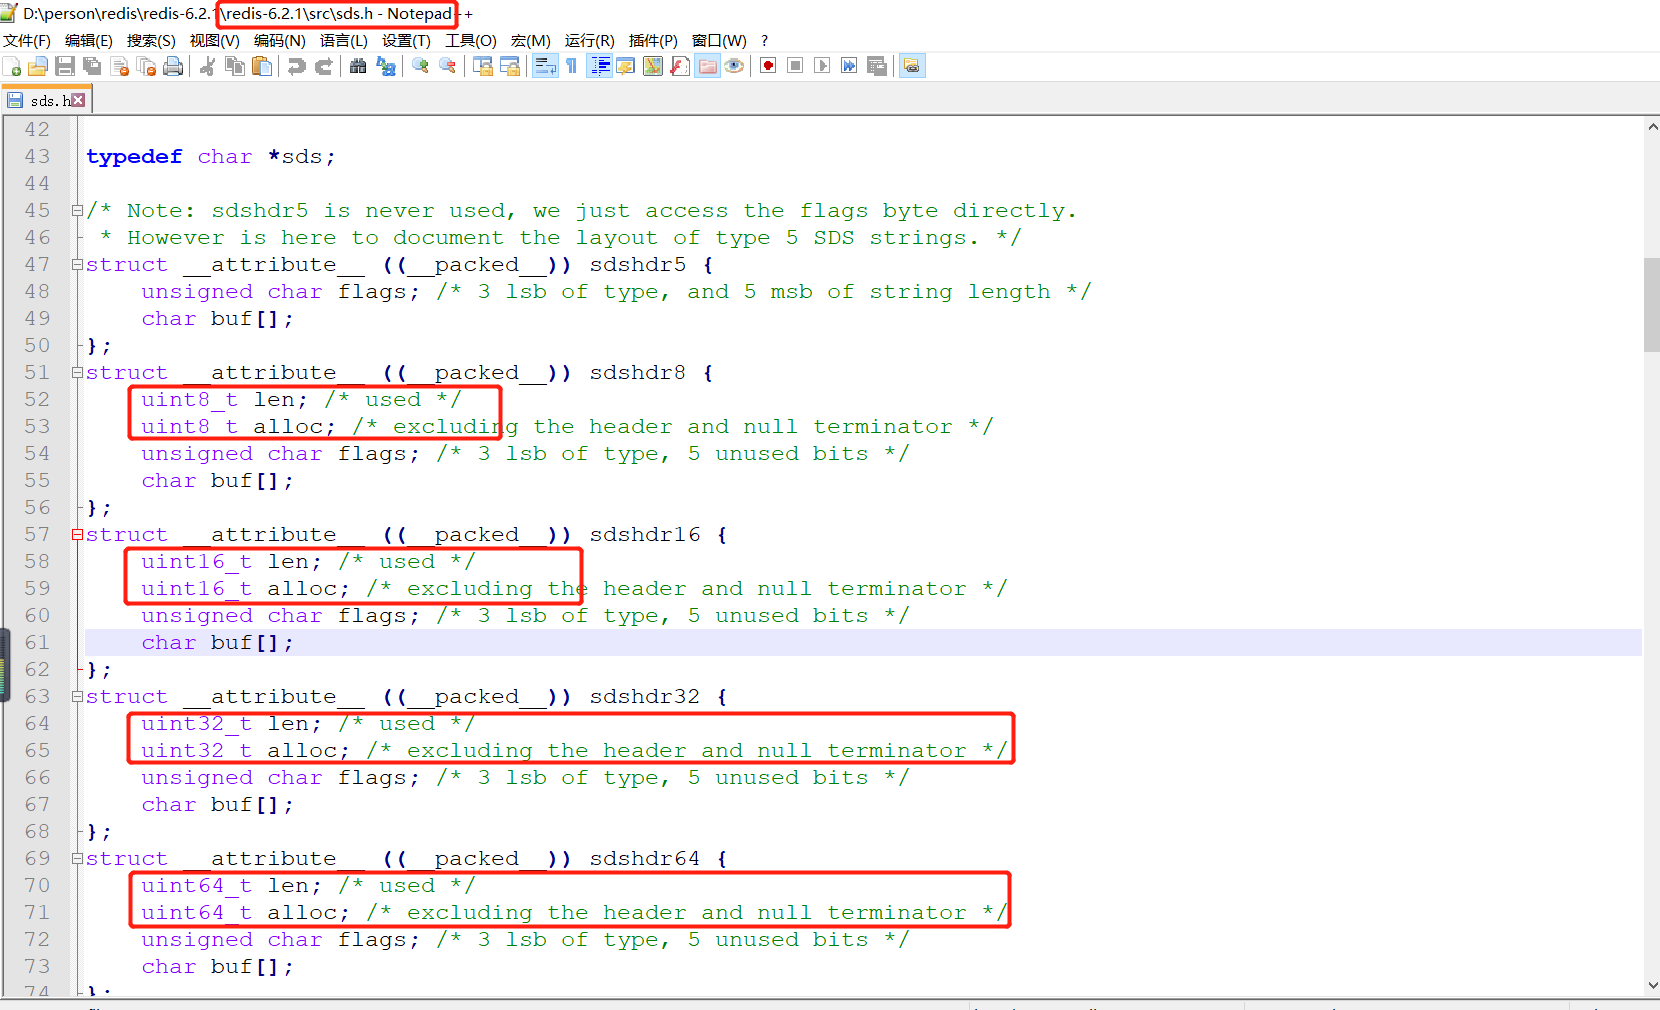 D:\person\redis\redis-6.2.1\redis-6.2.1\src\sds.h - Notepad++
文件(F) 编辑(E) 搜索(S) 视图(V) 编码(N) 语言(L) 设置(T) 工具(O) 宏(M) 运行(R) 插件(P) 窗口(W) ?
sds.h
42
43 typedef char *sds;
44
45 /* Note: sdshdr5 is never used, we just access the flags byte directly.
46  * However is here to document the layout of type 5 SDS strings. */
47 struct __attribute__ ((__packed__)) sdshdr5 {
48     unsigned char flags; /* 3 lsb of type, and 5 msb of string length */
49     char buf[];
50 };
51 struct __attribute__ ((__packed__)) sdshdr8 {
52     uint8_t len; /* used */
53     uint8_t alloc; /* excluding the header and null terminator */
54     unsigned char flags; /* 3 lsb of type, 5 unused bits */
55     char buf[];
56 };
57 struct __attribute__ ((__packed__)) sdshdr16 {
58     uint16_t len; /* used */
59     uint16_t alloc; /* excluding the header and null terminator */
60     unsigned char flags; /* 3 lsb of type, 5 unused bits */
61     char buf[];
62 };
63 struct __attribute__ ((__packed__)) sdshdr32 {
64     uint32_t len; /* used */
65     uint32_t alloc; /* excluding the header and null terminator */
66     unsigned char flags; /* 3 lsb of type, 5 unused bits */
67     char buf[];
68 };
69 struct __attribute__ ((__packed__)) sdshdr64 {
70     uint64_t len; /* used */
71     uint64_t alloc; /* excluding the header and null terminator */
72     unsigned char flags; /* 3 lsb of type, 5 unused bits */
73     char buf[];
74 };